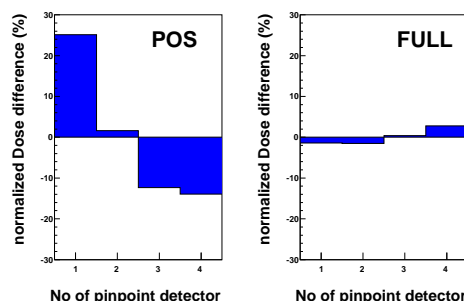 normalized Dose difference (%)
30
20
10
0
-10
-20
-30
POS
1 2 3 4
No of pinpoint detector
normalized Dose difference (%)
30
20
10
0
-10
-20
-30
FULL
1 2 3 4
No of pinpoint detector